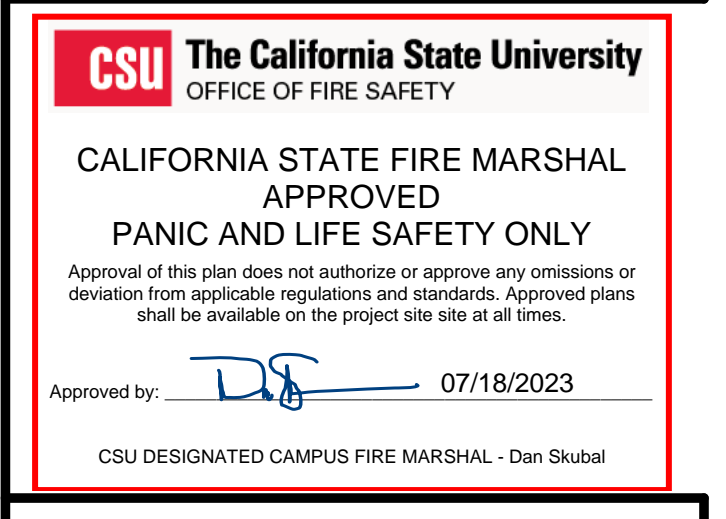 CSU The California State University
OFFICE OF FIRE SAFETY
CALIFORNIA STATE FIRE MARSHAL
APPROVED
PANIC AND LIFE SAFETY ONLY
Approval of this plan does not authorize or approve any omissions or
deviation from applicable regulations and standards. Approved plans
shall be available on the project site site at all times.
Approved by: 07/18/2023
CSU DESIGNATED CAMPUS FIRE MARSHAL - Dan Skubal